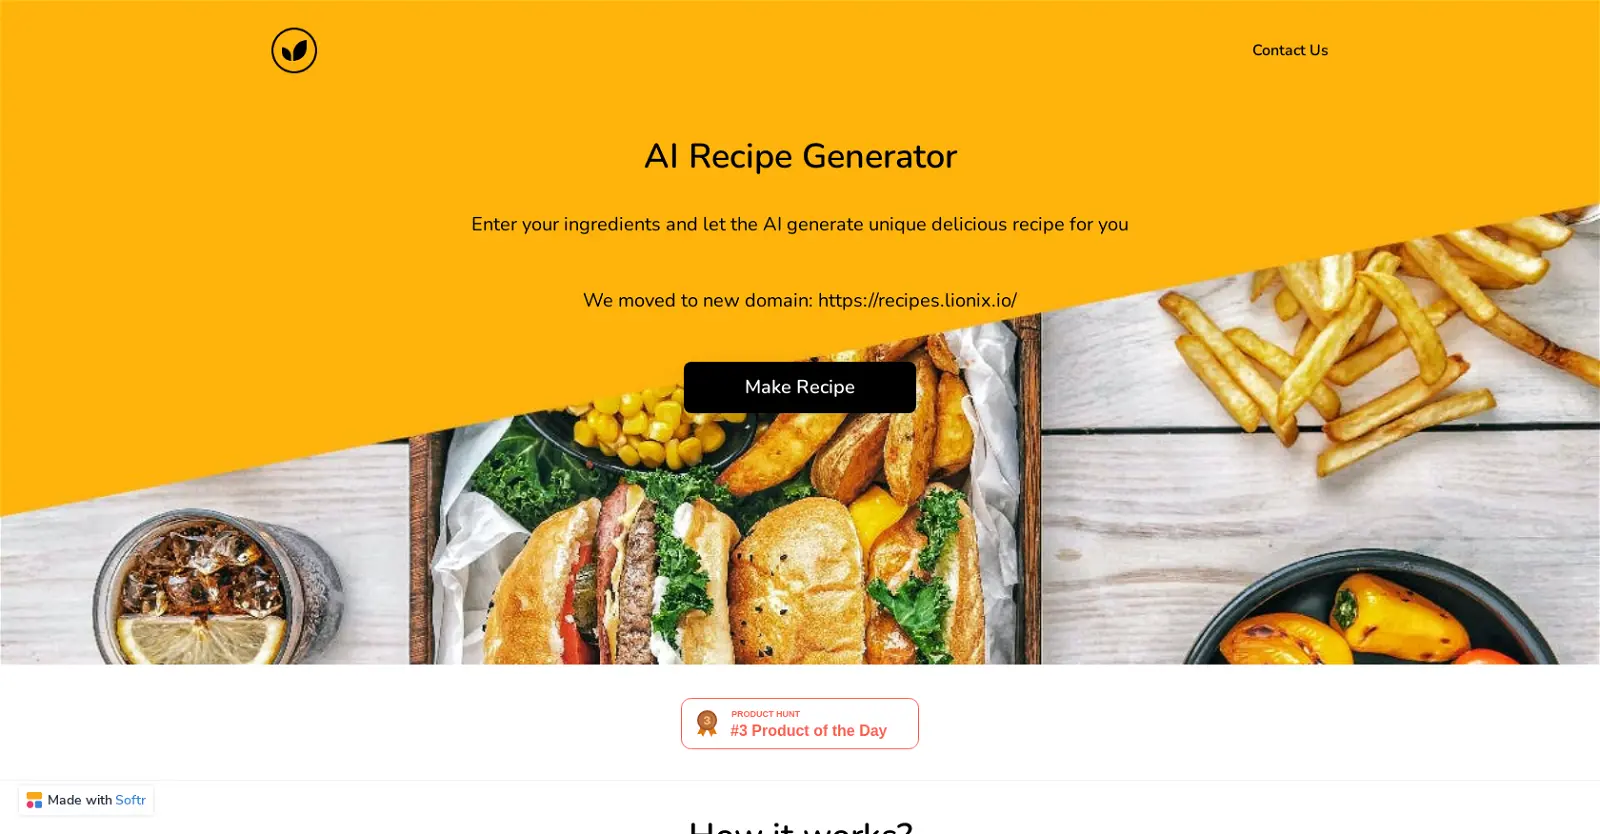 Contact Us
AI Recipe Generator
Enter your ingredients and let the AI generate unique delicious recipe for you
We moved to new domain: https://recipes.lionix.io/
Make Recipe
3
PRODUCT HUNT
#3 Product of the Day
Made with Softr
How it works?